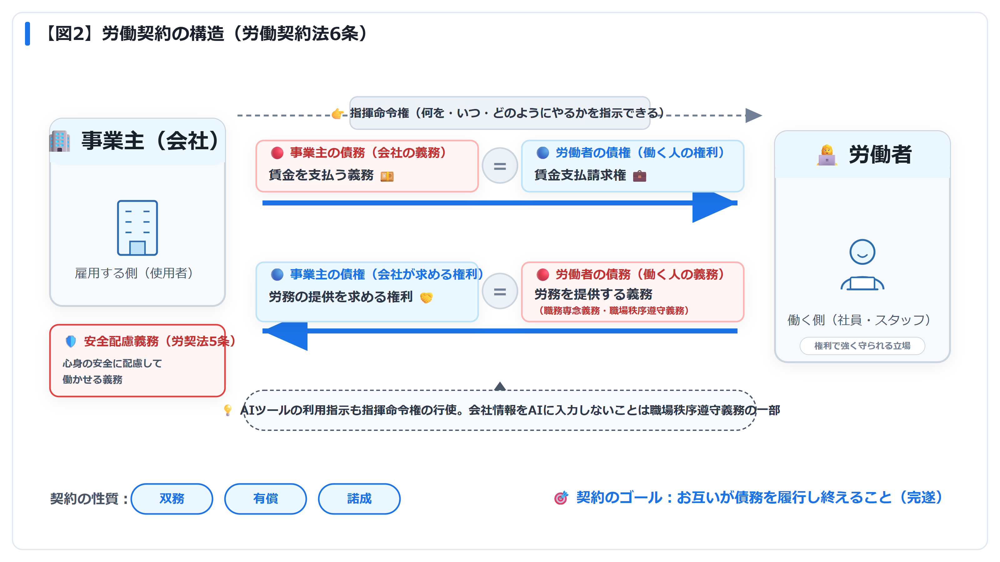 【図2】労働契約の構造（労働契約法6条）
👉 指揮命令権（何を・いつ・どのようにやるかを指示できる）
🏢 事業主（会社）
雇用する側（使用者）
🔴 事業主の債務（会社の義務）
賃金を支払う義務 💴
=
🔵 労働者の債権（働く人の権利）
賃金支払請求権 💼
👩‍💻 労働者
働く側（社員・スタッフ）
権利で強く守られる立場
🔵 事業主の債権（会社が求める権利）
労務の提供を求める権利 🤝
=
🔴 労働者の債務（働く人の義務）
労務を提供する義務
（職務専念義務・職場秩序遵守義務）
🛡️ 安全配慮義務（労契法5条）
心身の安全に配慮して
働かせる義務
💡 AIツールの利用指示も指揮命令権の行使。会社情報をAIに入力しないことは職場秩序遵守義務の一部
契約の性質：
双務
有償
諾成
🎯 契約のゴール：お互いが債務を履行し終えること（完遂）